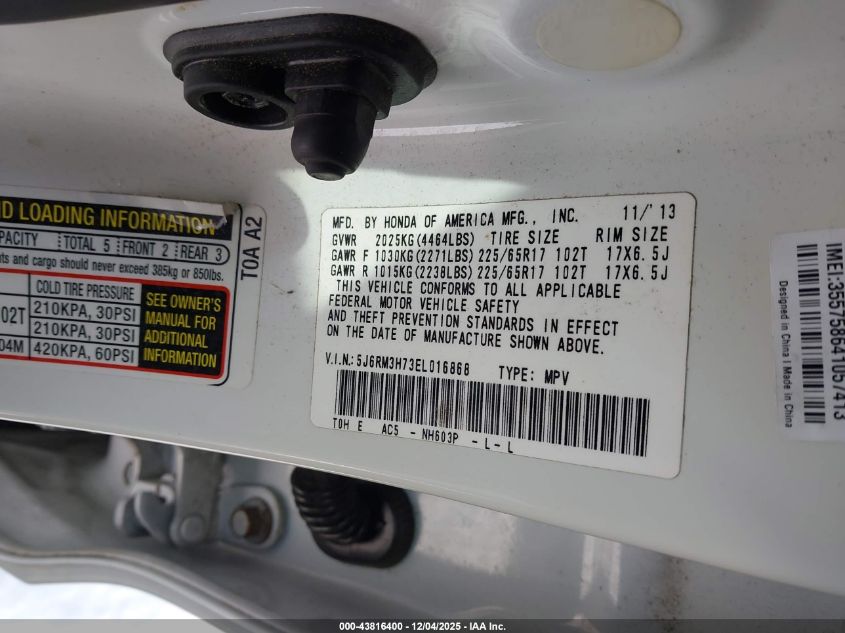 ND LOADING INFORMATION
PACITY TOTAL 5 FRONT 2 REAR 3
nts and cargo should never exceed 385kg or 850lbs.
COLD TIRE PRESSURE
02T 210KPA, 30PSI
210KPA, 30PSI
04M 420KPA, 60PSI
SEE OWNER'S
MANUAL FOR
ADDITIONAL
INFORMATION
T0A A2
MFD. BY HONDA OF AMERICA MFG., INC. 11/'13
GVWR 2025KG(4464LBS) TIRE SIZE RIM SIZE
GAWR F 1030KG(2271LBS) 225/65R17 102T 17X6.5J
GAWR R 1015KG(2238LBS) 225/65R17 102T 17X6.5J
THIS VEHICLE CONFORMS TO ALL APPLICABLE
FEDERAL MOTOR VEHICLE SAFETY
AND THEFT PREVENTION STANDARDS IN EFFECT
ON THE DATE OF MANUFACTURE SHOWN ABOVE.
V.I.N.:5J6RM3H73EL016868 TYPE: MPV
T0H E AC5 - NH603P - L - L
IMEI:355758641057413
Designed in China | Made in China
000-43816400 - 12/04/2025 - IAA Inc.